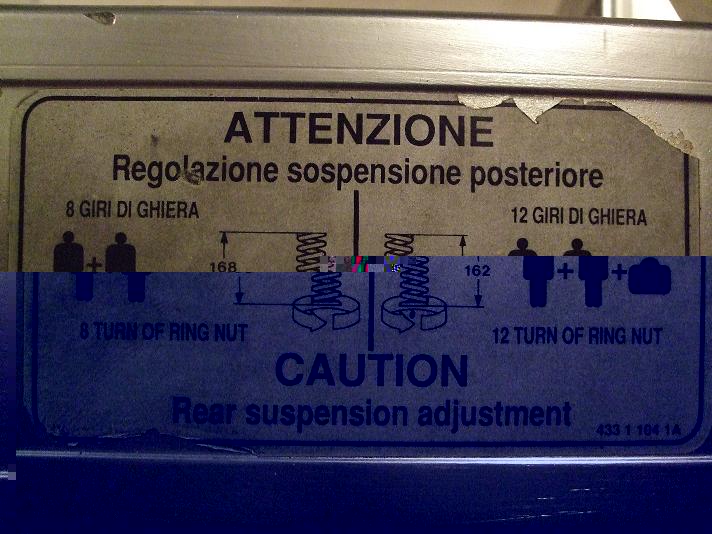 ATTENZIONE
Regolazione sospensione posteriore
8 GIRI DI GHIERA 12 GIRI DI GHIERA
+ 168 162 + +
8 TURN OF RING NUT 12 TURN OF RING NUT
CAUTION
Rear suspension adjustment
433 1 104 1A